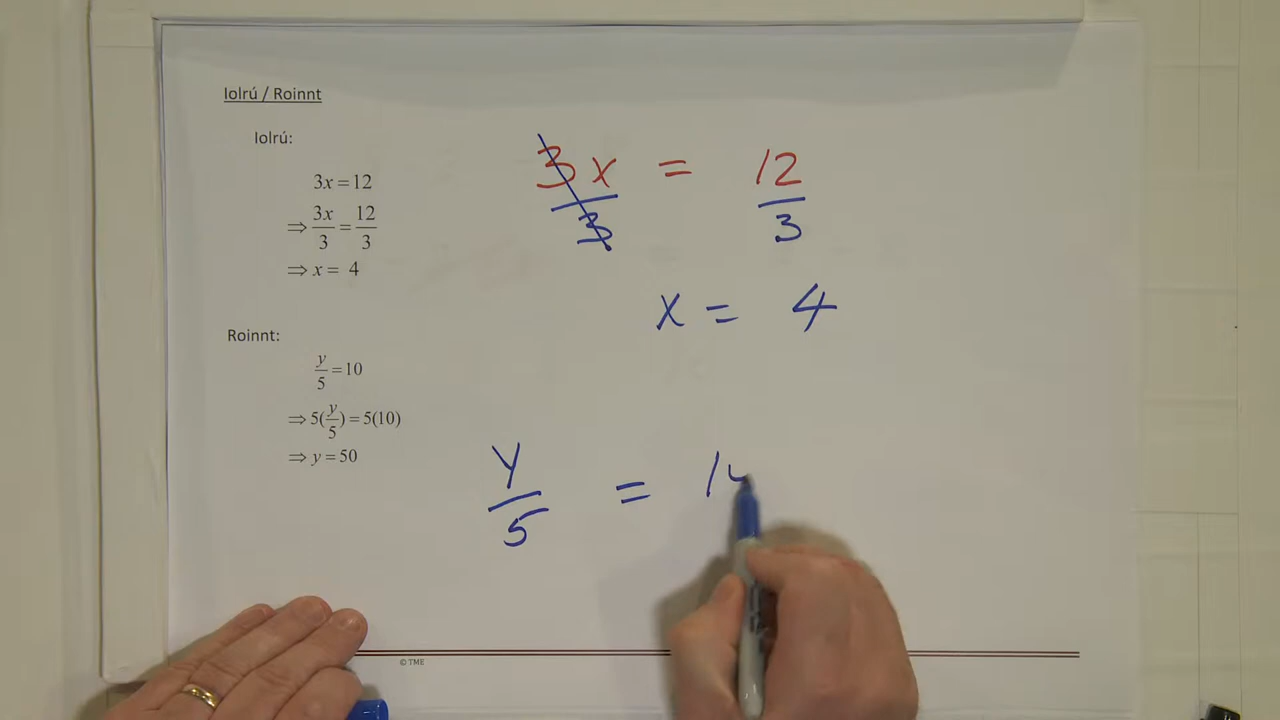 Iolrú / Roinnt
Iolrú:
3x = 12
⇒ 3x/3 = 12/3
⇒ x = 4
Roinnt:
y/5 = 10
⇒ 5(y/5) = 5(10)
⇒ y = 50
3x/3 = 12/3
x = 4
y/5 = 1
© TME